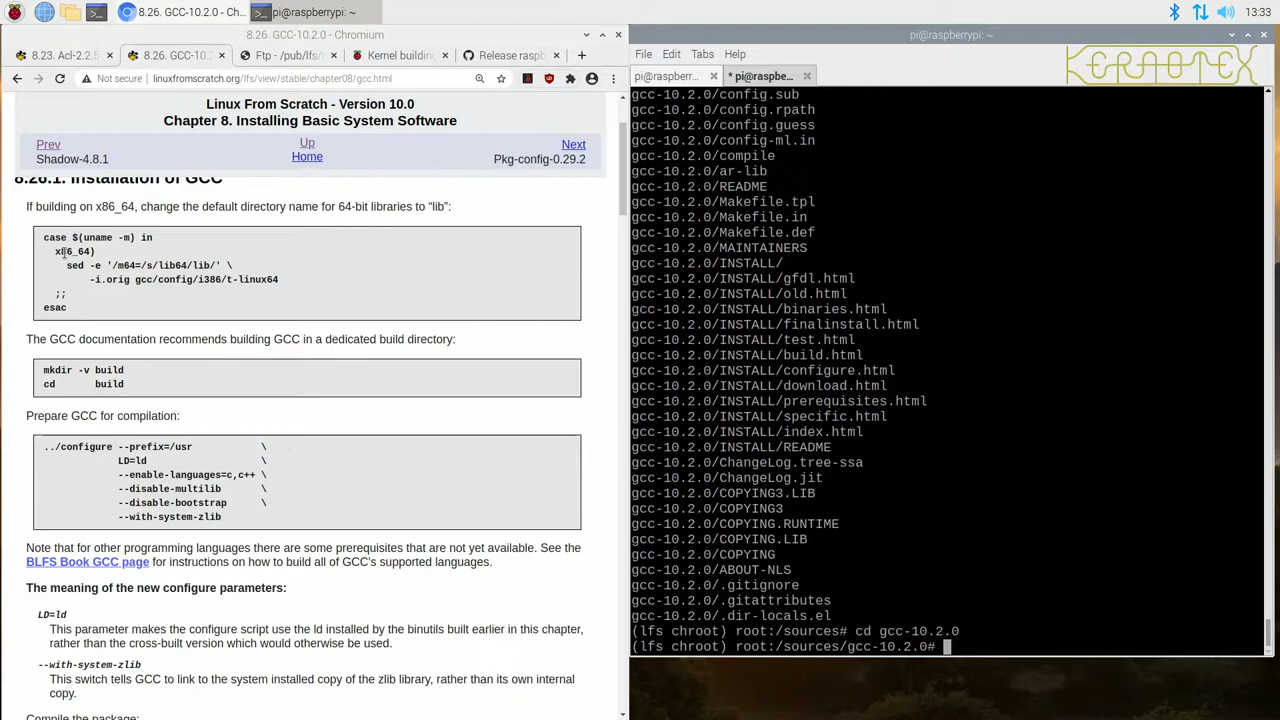 8.26. GCC-10.2.0 - Ch...
pi@raspberrypi: ~
13:33
8.26. GCC-10.2.0 - Chromium
8.23. Acl-2.2.5
8.26. GCC-10.2.0
Ftp - /pub/lfs/
Kernel building
Release raspb
Not secure | linuxfromscratch.org/lfs/view/stable/chapter08/gcc.html
Linux From Scratch - Version 10.0
Chapter 8. Installing Basic System Software
Prev
Up
Next
Shadow-4.8.1
Home
Pkg-config-0.29.2
8.26.1. Installation of GCC
If building on x86_64, change the default directory name for 64-bit libraries to “lib”:
case $(uname -m) in
x86_64)
sed -e '/m64=/s/lib64/lib/' \
-i.orig gcc/config/i386/t-linux64
;;
esac
The GCC documentation recommends building GCC in a dedicated build directory:
mkdir -v build
cd       build
Prepare GCC for compilation:
../configure --prefix=/usr \
LD=ld \
--enable-languages=c,c++ \
--disable-multilib \
--disable-bootstrap \
--with-system-zlib
Note that for other programming languages there are some prerequisites that are not yet available. See the
BLFS Book GCC page for instructions on how to build all of GCC's supported languages.
The meaning of the new configure parameters:
LD=ld
This parameter makes the configure script use the ld installed by the binutils built earlier in this chapter,
rather than the cross-built version which would otherwise be used.
--with-system-zlib
This switch tells GCC to link to the system installed copy of the zlib library, rather than its own internal
copy.
Compile the package:
pi@raspberrypi: ~
File Edit Tabs Help
KERAOTEX
pi@raspberr...
* pi@raspbe...
gcc-10.2.0/config.sub
gcc-10.2.0/config.rpath
gcc-10.2.0/config.guess
gcc-10.2.0/config-ml.in
gcc-10.2.0/compile
gcc-10.2.0/ar-lib
gcc-10.2.0/README
gcc-10.2.0/Makefile.tpl
gcc-10.2.0/Makefile.in
gcc-10.2.0/Makefile.def
gcc-10.2.0/MAINTAINERS
gcc-10.2.0/INSTALL/
gcc-10.2.0/INSTALL/gfdl.html
gcc-10.2.0/INSTALL/old.html
gcc-10.2.0/INSTALL/binaries.html
gcc-10.2.0/INSTALL/finalinstall.html
gcc-10.2.0/INSTALL/test.html
gcc-10.2.0/INSTALL/build.html
gcc-10.2.0/INSTALL/configure.html
gcc-10.2.0/INSTALL/download.html
gcc-10.2.0/INSTALL/prerequisites.html
gcc-10.2.0/INSTALL/specific.html
gcc-10.2.0/INSTALL/index.html
gcc-10.2.0/INSTALL/README
gcc-10.2.0/ChangeLog.tree-ssa
gcc-10.2.0/ChangeLog.jit
gcc-10.2.0/COPYING3.LIB
gcc-10.2.0/COPYING3
gcc-10.2.0/COPYING.RUNTIME
gcc-10.2.0/COPYING.LIB
gcc-10.2.0/COPYING
gcc-10.2.0/ABOUT-NLS
gcc-10.2.0/.gitignore
gcc-10.2.0/.gitattributes
gcc-10.2.0/.dir-locals.el
(lfs chroot) root:/sources# cd gcc-10.2.0
(lfs chroot) root:/sources/gcc-10.2.0#